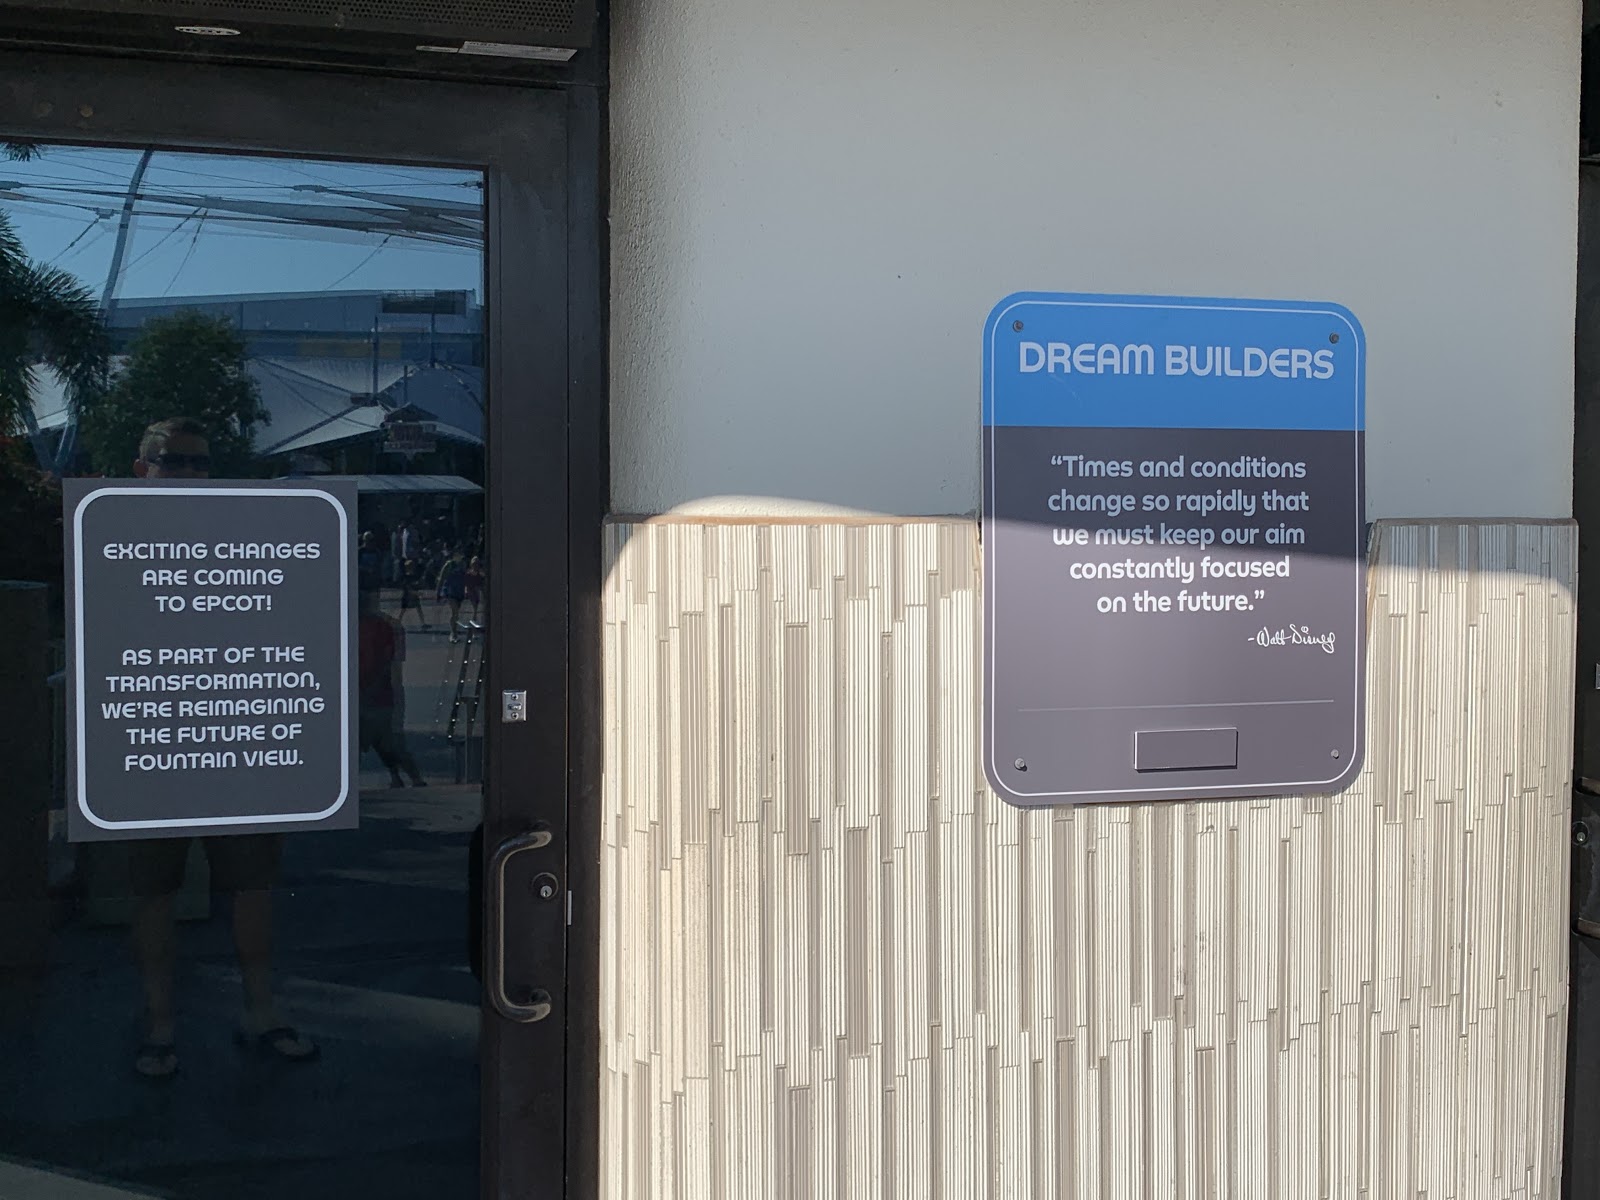 EXCITING CHANGES
ARE COMING
TO EPCOT!
AS PART OF THE
TRANSFORMATION,
WE'RE REIMAGINING
THE FUTURE OF
FOUNTAIN VIEW.
DREAM BUILDERS
“Times and conditions
change so rapidly that
we must keep our aim
constantly focused
on the future.”
-Walt Disney